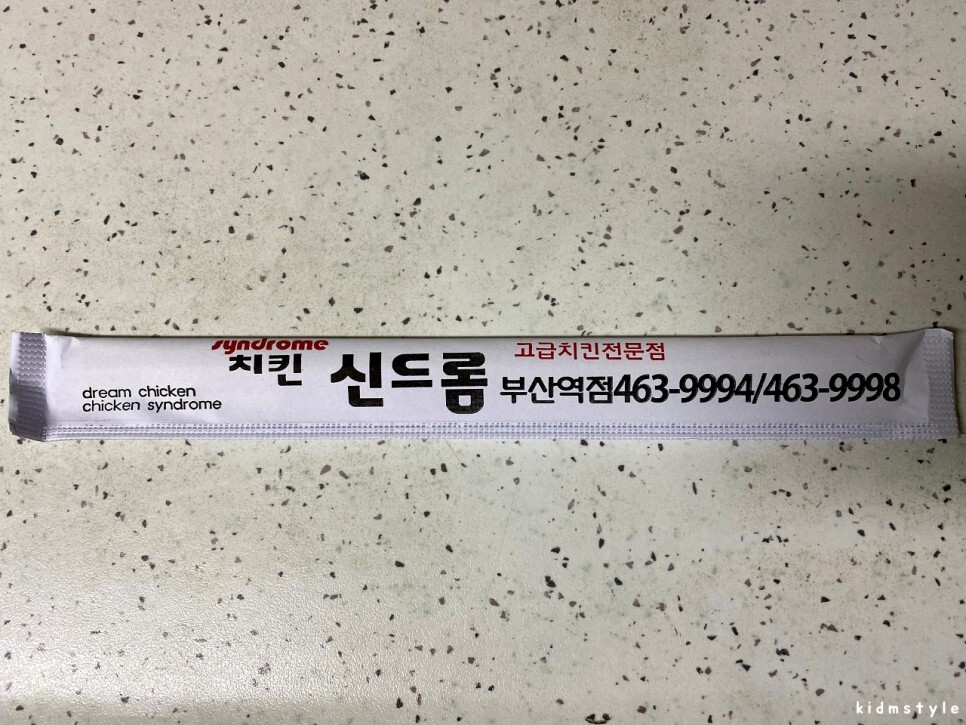 syndrome
치킨 신드롬
고급치킨전문점
부산역점463-9994/463-9998
dream chicken
chicken syndrome
kidmstyle